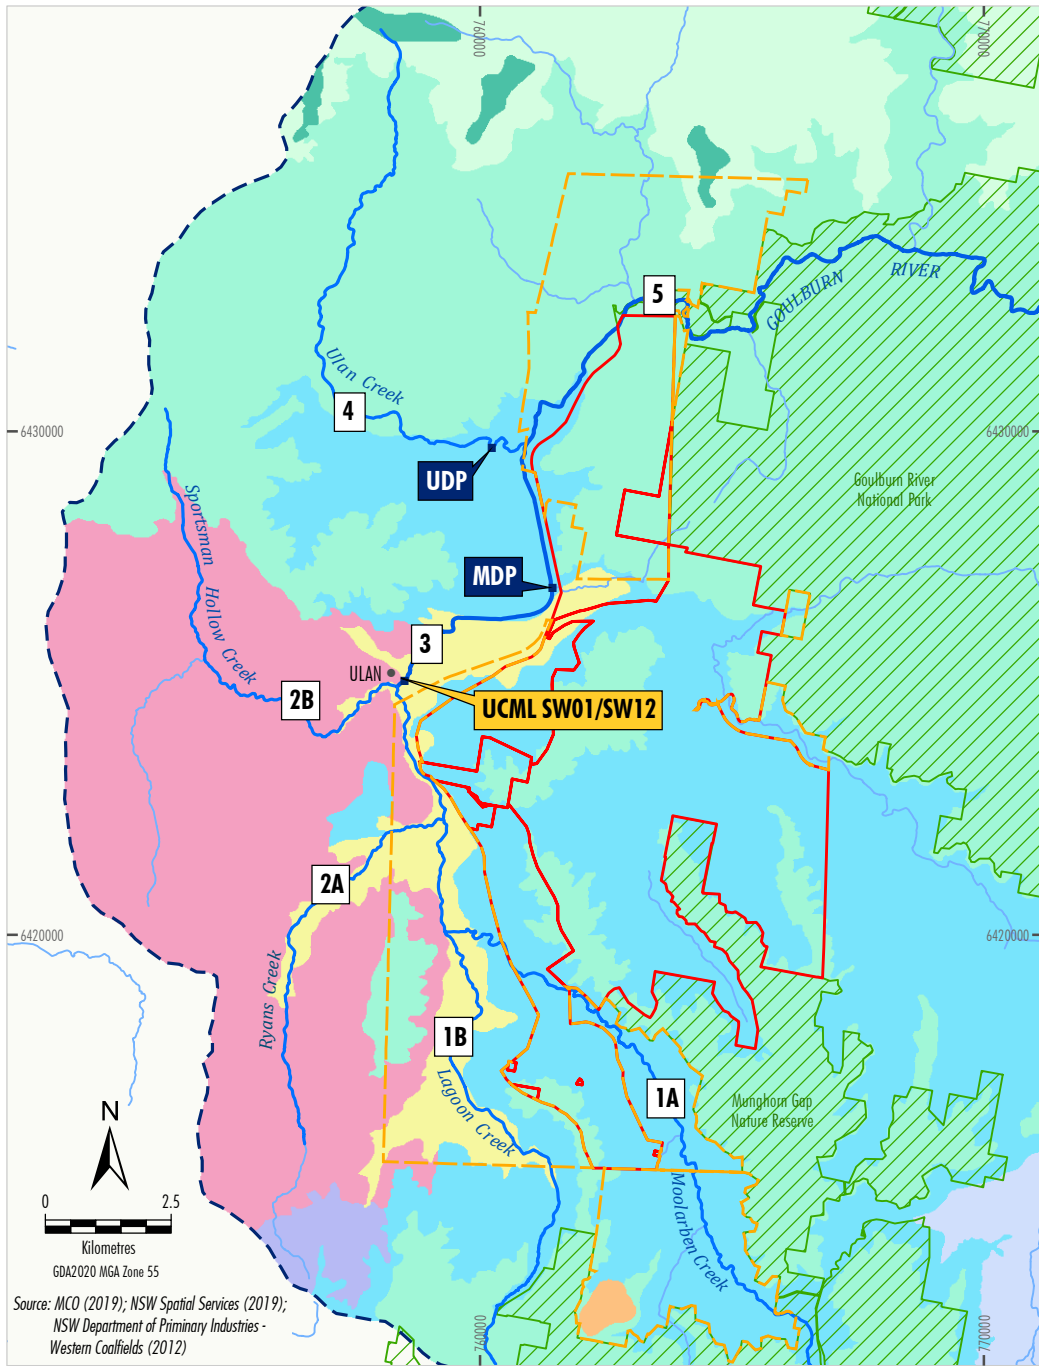 760000
770000
5
GOULBURN
RIVER
Ulan Creek
4
6430000
6430000
UDP
Goulburn River
National Park
Sportsman
Hollow Creek
MDP
3
ULAN
2B
UCML SW01/SW12
2A
6420000
6420000
Ryans Creek
1B
Lagoon Creek
1A
Munghorn Gap
Nature Reserve
Moolarben Creek
N
0
2.5
Kilometres
GDA2020 MGA Zone 55
Source: MCO (2019); NSW Spatial Services (2019);
NSW Department of Priminary Industries -
Western Coalfields (2012)
760000
770000